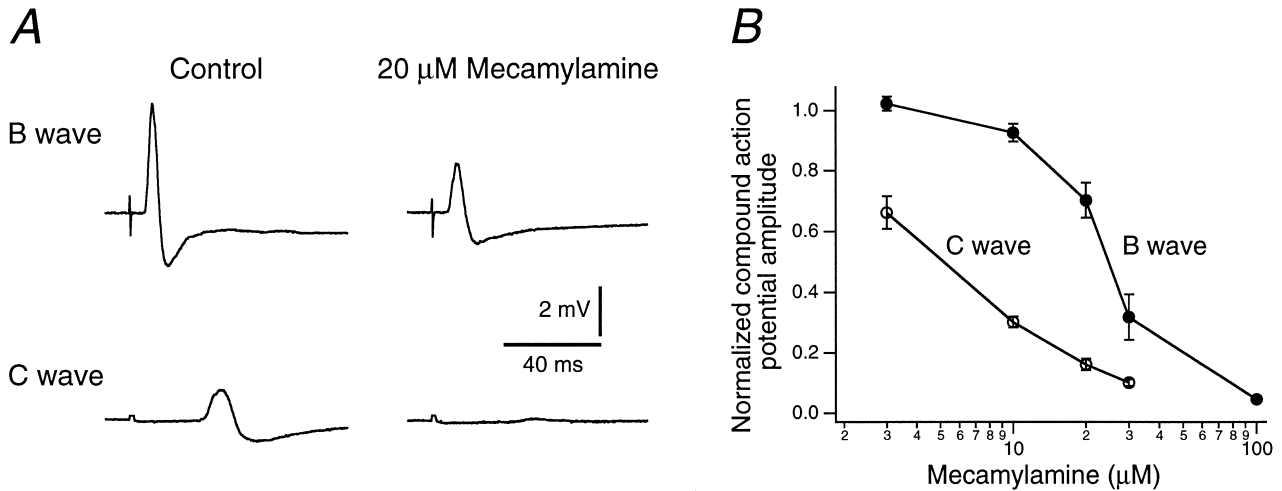 A
Control
20 μM Mecamylamine
B wave
2 mV
40 ms
C wave
B
Normalized compound action
potential amplitude
1.0
0.8
0.6
0.4
0.2
0.0
C wave
B wave
2 3 4 5 6 7 8 9 10 2 3 4 5 6 7 8 9 100
Mecamylamine (μM)